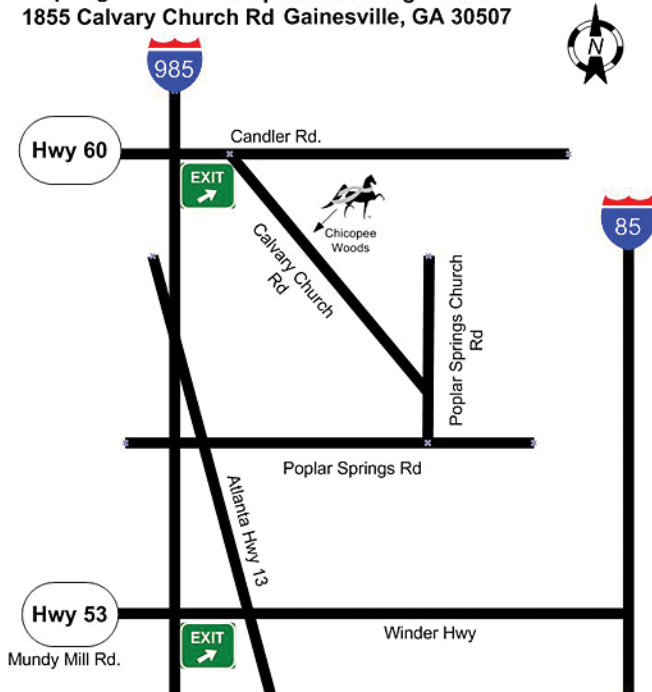 1855 Calvary Church Rd Gainesville, GA 30507
N
985
Candler Rd.
Hwy 60
EXIT
Chicopee
Woods
85
Calvary Church
Rd
Poplar Springs Church
Rd
Poplar Springs Rd
Atlanta Hwy 13
Hwy 53
Winder Hwy
EXIT
Mundy Mill Rd.